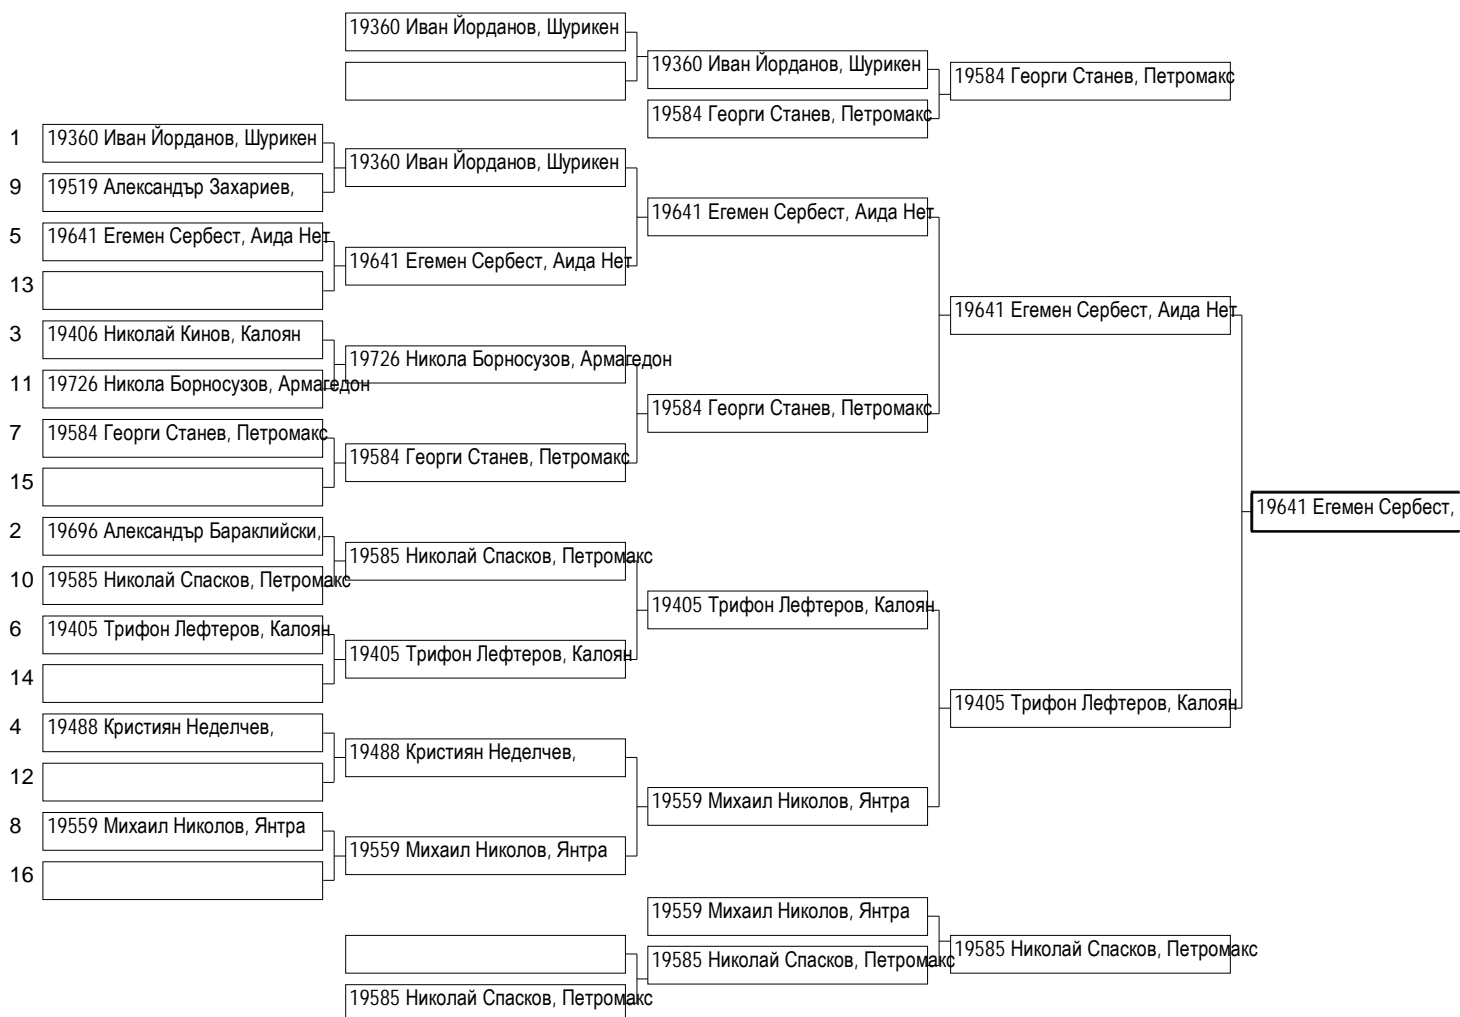 19360 Иван Йорданов, Шурикен
19360 Иван Йорданов, Шурикен
19584 Георги Станев, Петромакс
19584 Георги Станев, Петромакс
1 19360 Иван Йорданов, Шурикен
19360 Иван Йорданов, Шурикен
9 19519 Александър Захариев,
19641 Егемен Сербест, Аида Нет
5 19641 Егемен Сербест, Аида Нет
19641 Егемен Сербест, Аида Нет
13
19641 Егемен Сербест, Аида Нет
3 19406 Николай Кинов, Калоян
19726 Никола Борносузов, Армагедон
11 19726 Никола Борносузов, Армагедон
19584 Георги Станев, Петромакс
7 19584 Георги Станев, Петромакс
19584 Георги Станев, Петромакс
15
19641 Егемен Сербест,
2 19696 Александър Бараклийски,
19585 Николай Спасков, Петромакс
10 19585 Николай Спасков, Петромакс
19405 Трифон Лефтеров, Калоян
6 19405 Трифон Лефтеров, Калоян
19405 Трифон Лефтеров, Калоян
14
19405 Трифон Лефтеров, Калоян
4 19488 Кристиян Неделчев,
19488 Кристиян Неделчев,
12
19559 Михаил Николов, Янтра
8 19559 Михаил Николов, Янтра
19559 Михаил Николов, Янтра
16
19559 Михаил Николов, Янтра
19585 Николай Спасков, Петромакс
19585 Николай Спасков, Петромакс
19585 Николай Спасков, Петромакс